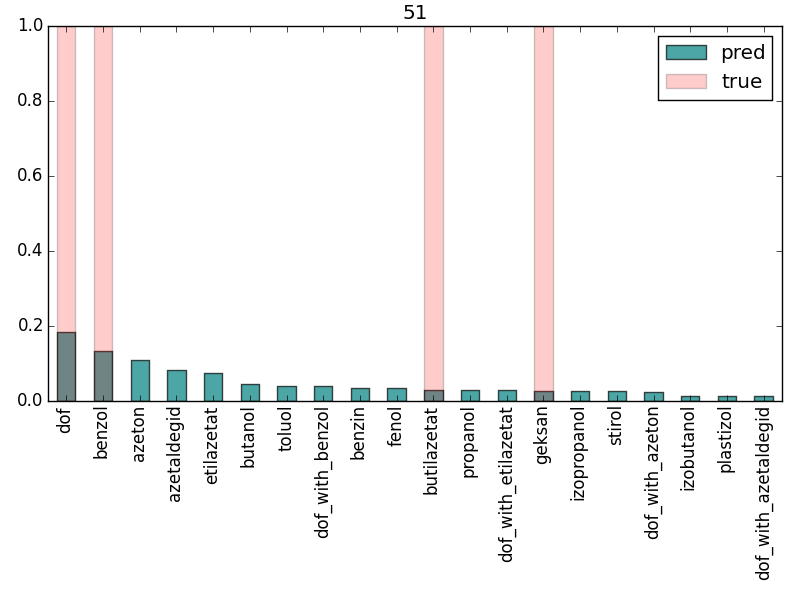 51
1.0
0.8
0.6
0.4
0.2
0.0
pred
true
dof
benzol
azeton
azetaldegid
etilazetat
butanol
toluol
dof_with_benzol
benzin
fenol
butilazetat
propanol
dof_with_etilazetat
geksan
izopropanol
stirol
dof_with_azeton
izobutanol
plastizol
dof_with_azetaldegid